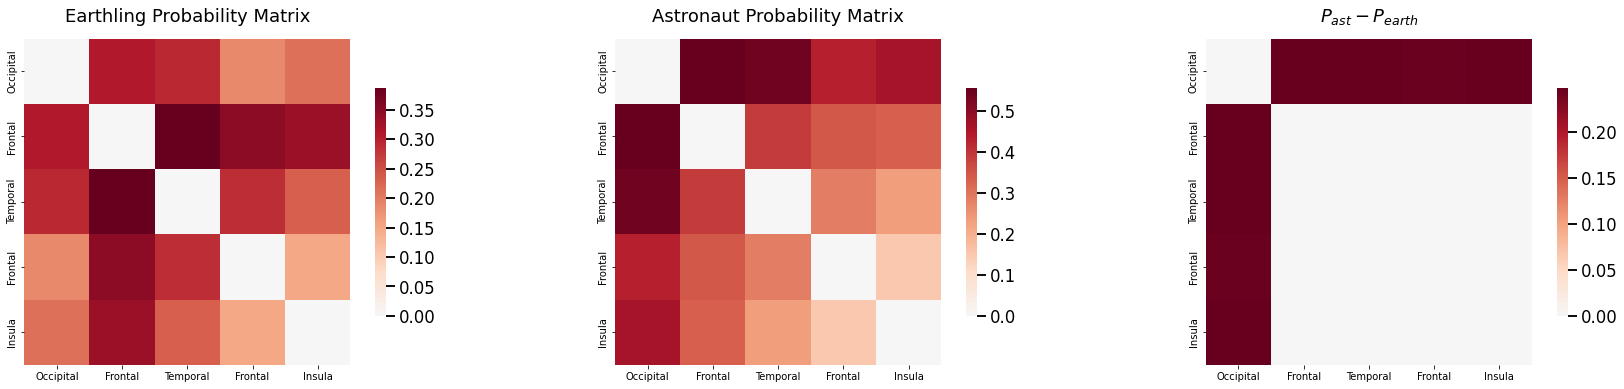 Earthling Probability Matrix
Occipital
Frontal
Temporal
Frontal
Insula
Occipital Frontal Temporal Frontal Insula
0.35
0.30
0.25
0.20
0.15
0.10
0.05
0.00
Astronaut Probability Matrix
Occipital
Frontal
Temporal
Frontal
Insula
Occipital Frontal Temporal Frontal Insula
0.5
0.4
0.3
0.2
0.1
0.0
P_ast − P_earth
Occipital
Frontal
Temporal
Frontal
Insula
Occipital Frontal Temporal Frontal Insula
0.20
0.15
0.10
0.05
0.00